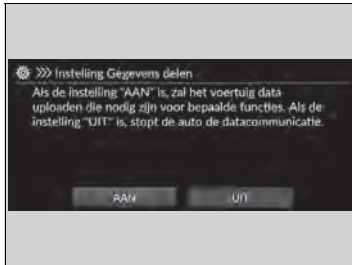 >>> Instelling Gegevens delen
Als de instelling "AAN" is, zal het voertuig data
uploaden die nodig zijn voor bepaalde functies. Als de
instelling "UIT" is, stopt de auto de datacommunicatie.
AAN UIT